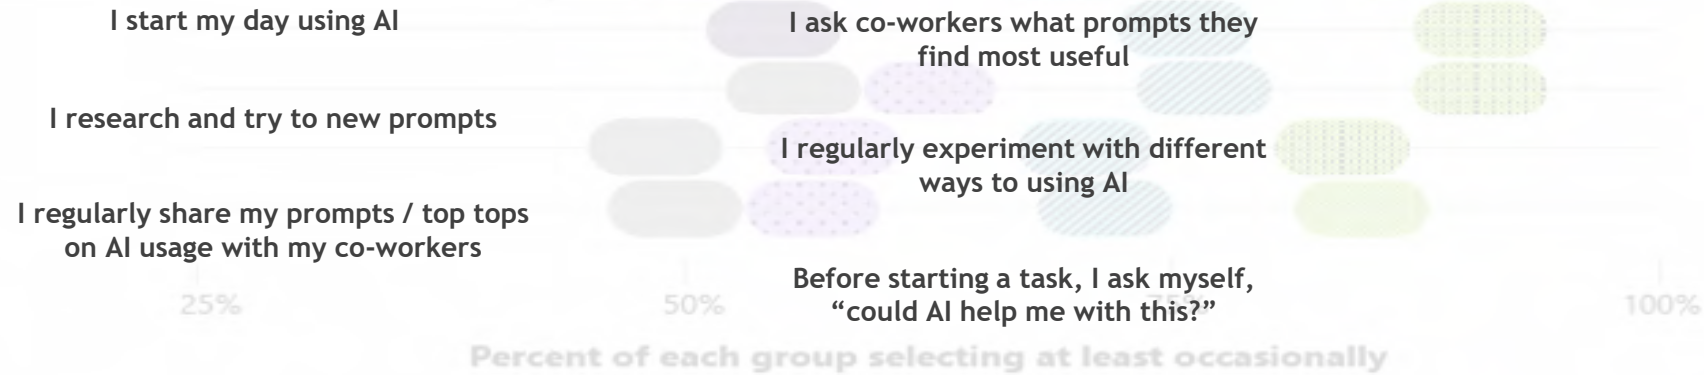 I start my day using AI
I research and try to new prompts
I regularly share my prompts / top tops
on AI usage with my co-workers
I ask co-workers what prompts they
find most useful
I regularly experiment with different
ways to using AI
Before starting a task, I ask myself,
“could AI help me with this?”
25% 50% 75% 100%
Percent of each group selecting at least occasionally